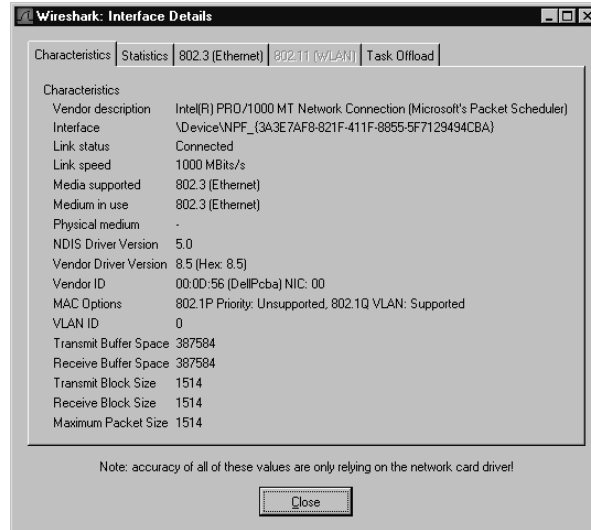 Wireshark: Interface Details
Characteristics Statistics 802.3 (Ethernet) 802.11 (WLAN) Task Offload
Characteristics
Vendor description Intel(R) PRO/1000 MT Network Connection (Microsoft's Packet Scheduler)
Interface \Device\NPF_{3A3E7AF8-821F-411F-8855-5F7129494CBA}
Link status Connected
Link speed 1000 MBits/s
Media supported 802.3 (Ethernet)
Medium in use 802.3 (Ethernet)
Physical medium -
NDIS Driver Version 5.0
Vendor Driver Version 8.5 (Hex: 8.5)
Vendor ID 00:0D:56 (DellPcba) NIC: 00
MAC Options 802.1P Priority: Unsupported, 802.1Q VLAN: Supported
VLAN ID 0
Transmit Buffer Space 387584
Receive Buffer Space 387584
Transmit Block Size 1514
Receive Block Size 1514
Maximum Packet Size 1514
Note: accuracy of all of these values are only relying on the network card driver!
Close